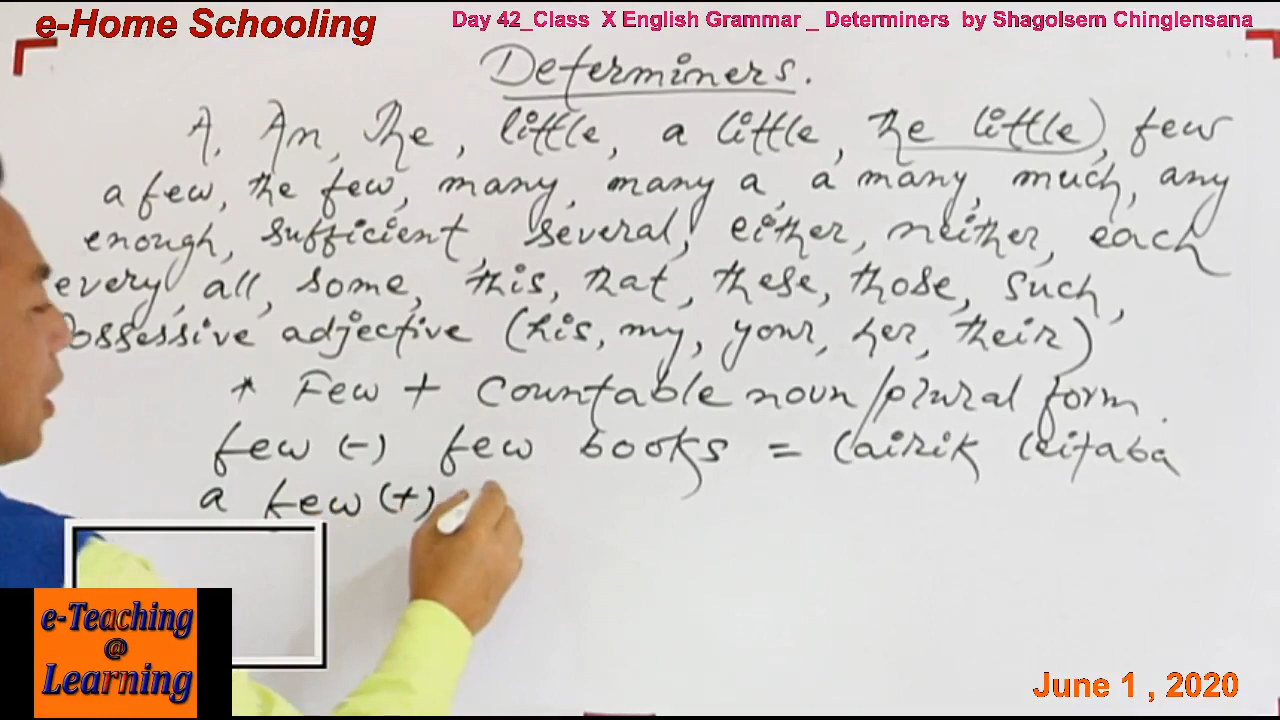 e-Home Schooling
Day 42_Class X English Grammar _ Determiners by Shagolsem Chinglensana
Determiners.
A, An, The, little, a little, the little, few
a few, the few, many, many a, a many, much, any
enough, sufficient, several, either, neither, each
every, all, some, this, that, these, those, such,
possessive adjective (his, my, your, her, their)
* Few + Countable noun/plural form.
few (-) few books = Lairik leitaba
a few (+)
e-Teaching
@
Learning
June 1 , 2020